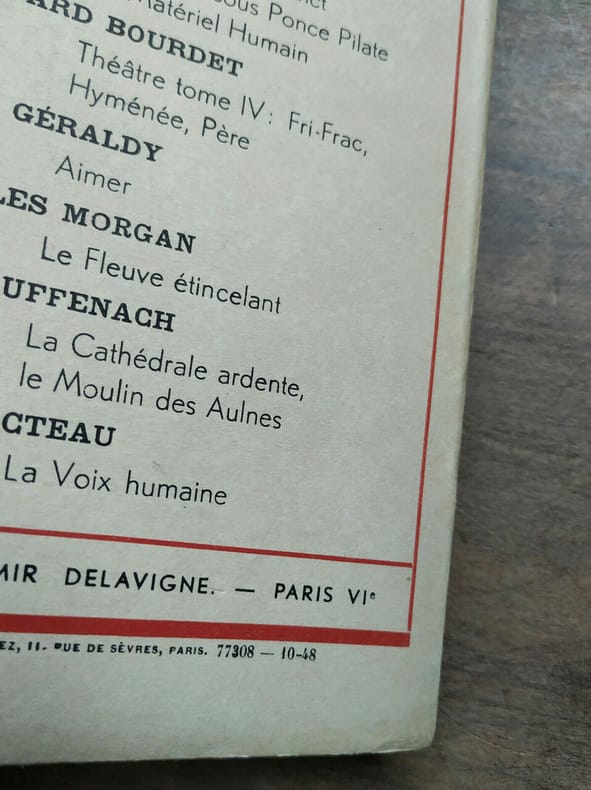 ous Ponce Pilate
atériel Humain
ARD BOURDET
Théâtre tome IV : Fri-Frac,
Hyménée, Père
GÉRALDY
Aimer
LES MORGAN
Le Fleuve étincelant
UFFENACH
La Cathédrale ardente,
le Moulin des Aulnes
CTEAU
La Voix humaine
MIR DELAVIGNE. — PARIS VIᵉ
EZ, 11. RUE DE SÈVRES, PARIS. 77308 — 10-48